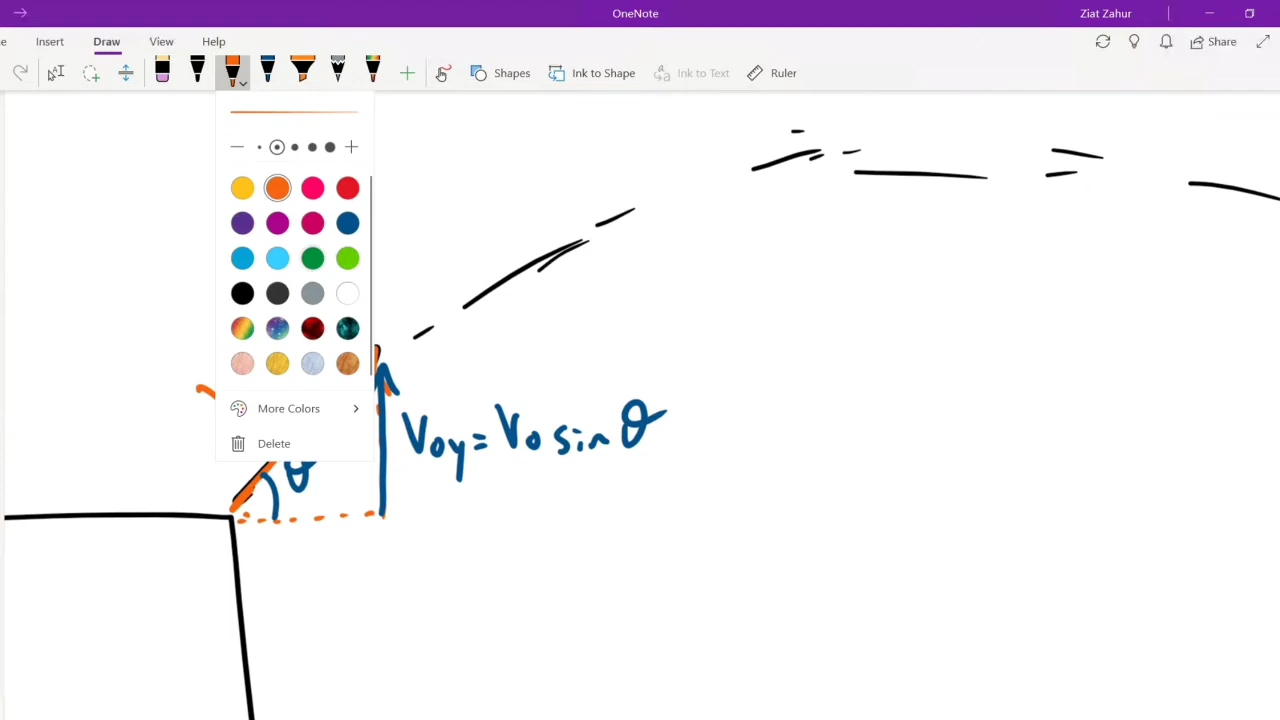 OneNote
Ziat Zahur
Insert
Draw
View
Help
Share
Shapes
Ink to Shape
Ink to Text
Ruler
More Colors
Delete
Voy = Vo sin θ
θ